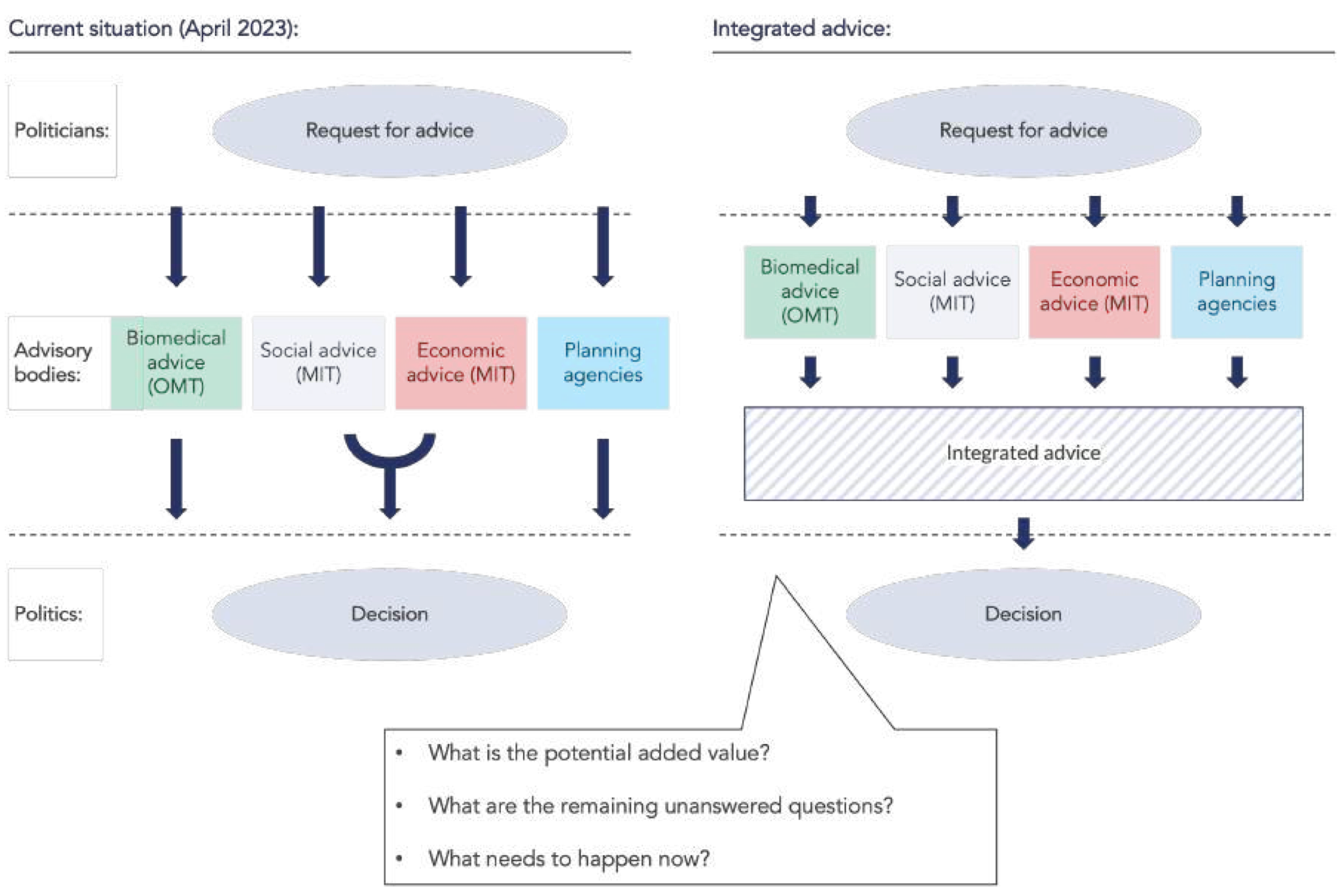 Current situation (April 2023):
Politicians:
Request for advice
Advisory
bodies:
Biomedical
advice
(OMT)
Social advice
(MIT)
Economic
advice (MIT)
Planning
agencies
Politics:
Decision
Integrated advice:
Request for advice
Biomedical
advice
(OMT)
Social advice
(MIT)
Economic
advice (MIT)
Planning
agencies
Integrated advice
Decision
• What is the potential added value?
• What are the remaining unanswered questions?
• What needs to happen now?